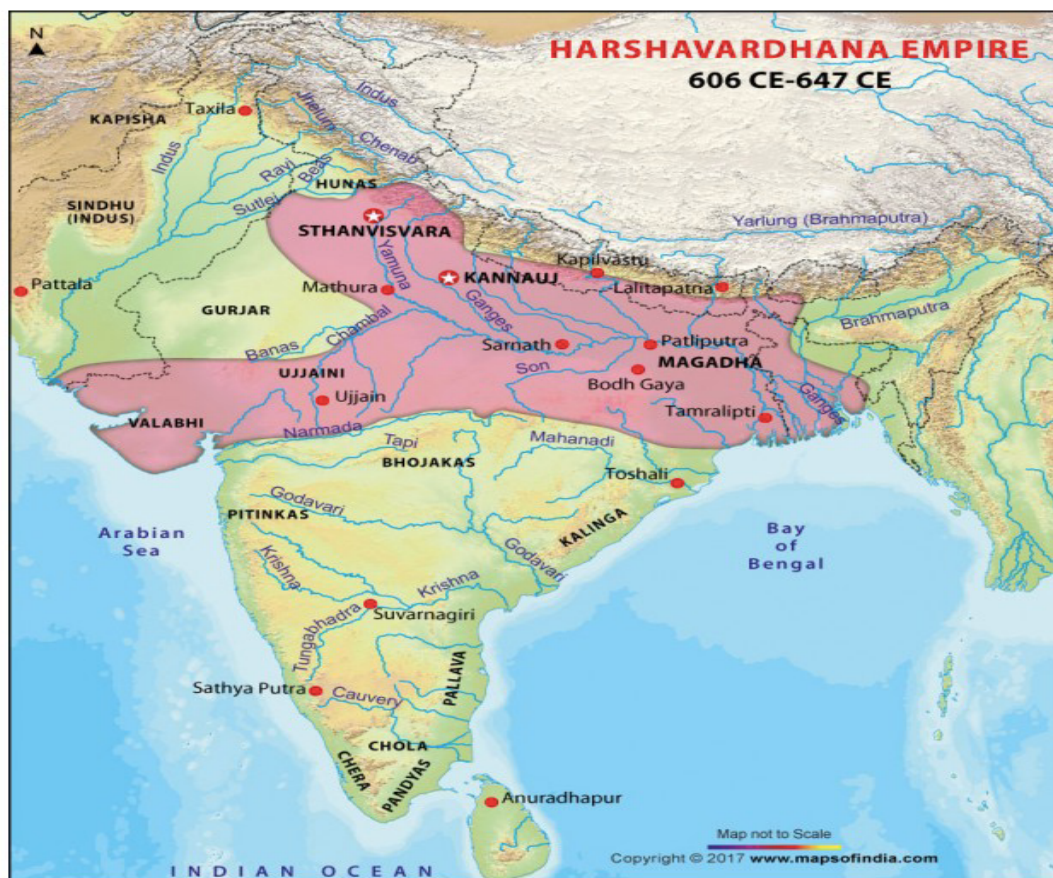 N
HARSHAVARDHANA EMPIRE
606 CE-647 CE
Taxila
KAPISHA
Indus
Jhelum
Chenab
Indus
Ravi
Beas
HUNAS
SINDHU
(INDUS)
Sutlej
STHANVISVARA
Yarlung (Brahmaputra)
Yamuna
Kapilvastu
KANNAUJ
Pattala
Mathura
Lalitapatna
GURJAR
Ganges
Brahmaputra
Chambal
Banas
Sarnath
Patliputra
Son
MAGADHA
UJJAINI
Bodh Gaya
Ujjain
Ganges
VALABHI
Tamralipti
Narmada
Tapi
Mahanadi
BHOJAKAS
Toshali
Godavari
PITINKAS
KALINGA
Arabian
Sea
Bay
of
Bengal
Godavari
Krishna
Krishna
Suvarnagiri
Tungabhadra
PALLAVA
Sathya Putra
Cauvery
CHOLA
CHERA
PANDYAS
Anuradhapur
Map not to Scale
Copyright © 2017 www.mapsofindia.com
INDIAN OCEAN